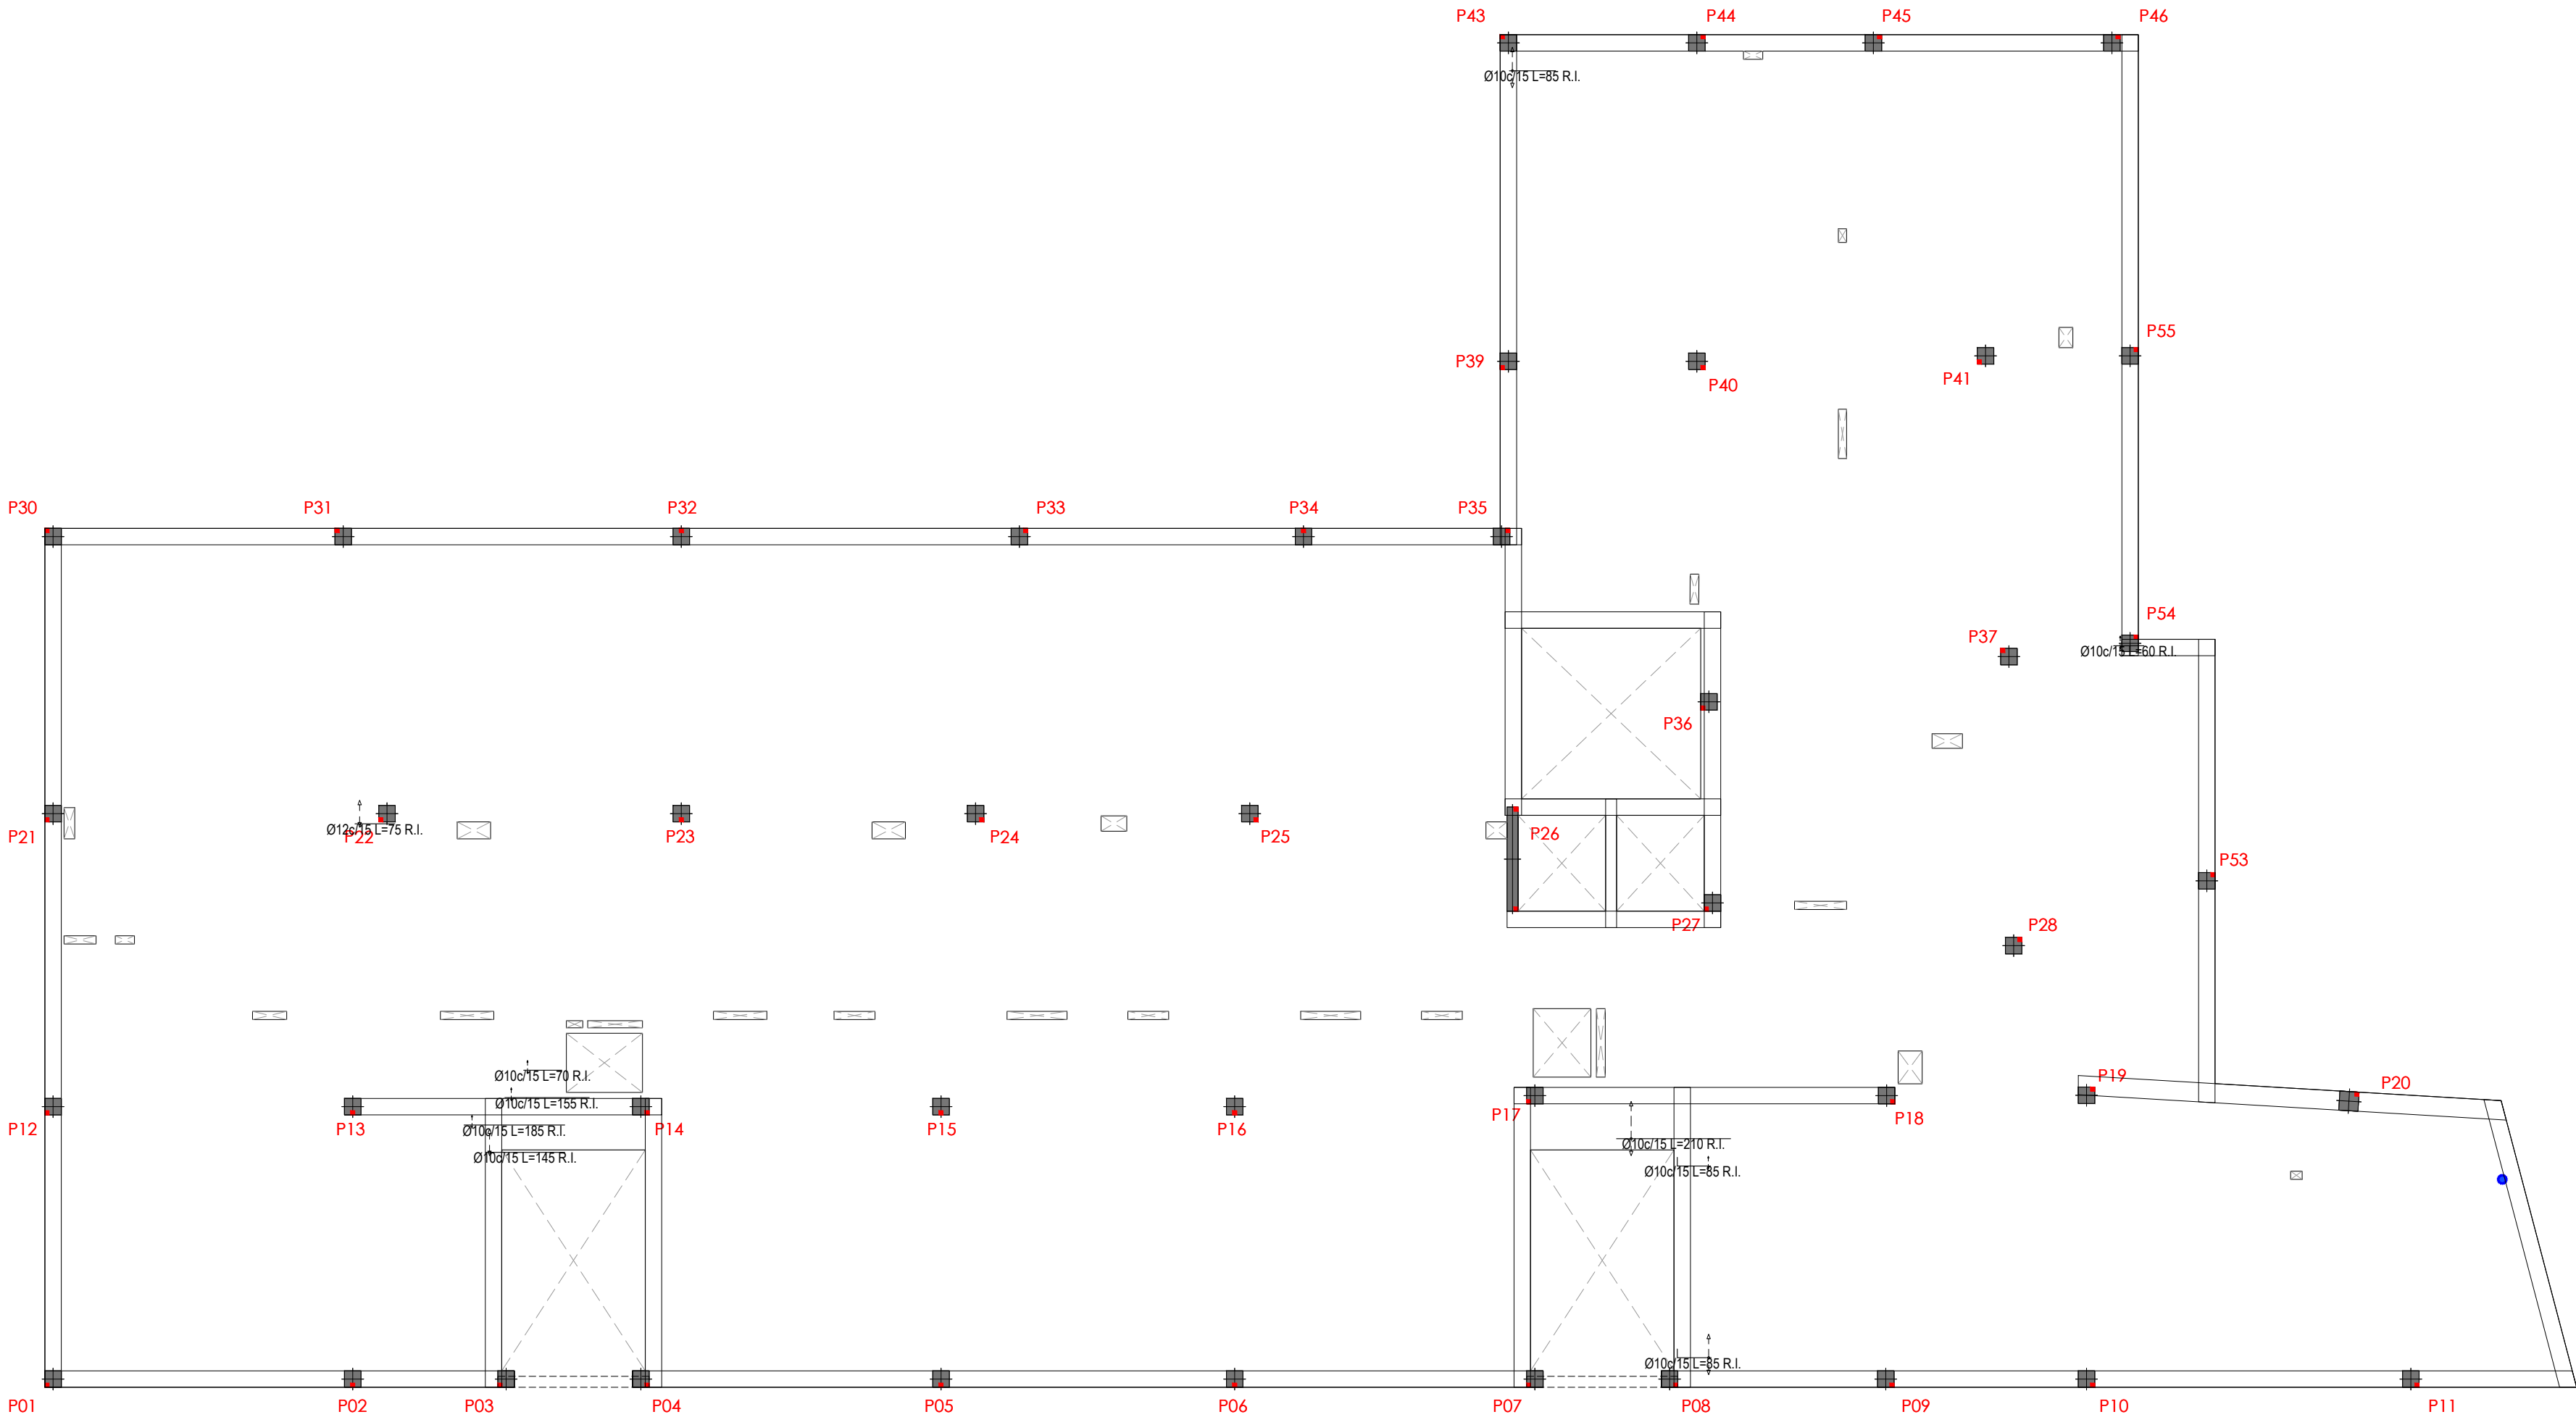 P43
P44
P45
P46
Ø10c/15 L=85 R.I.
P55
P39
P40
P41
P30
P31
P32
P33
P34
P35
P54
P37
Ø10c/15 L=60 R.I.
P36
Ø12c/15 L=75 R.I.
P21
P22
P23
P24
P25
P26
P53
P27
P28
Ø10c/15 L=70 R.I.
P19
P20
Ø10c/15 L=155 R.I.
P12
P13
Ø10c/15 L=185 R.I.
P14
P15
P16
P17
P18
Ø10c/15 L=210 R.I.
Ø10c/15 L=145 R.I.
Ø10c/15 L=85 R.I.
Ø10c/15 L=85 R.I.
P01
P02
P03
P04
P05
P06
P07
P08
P09
P10
P11